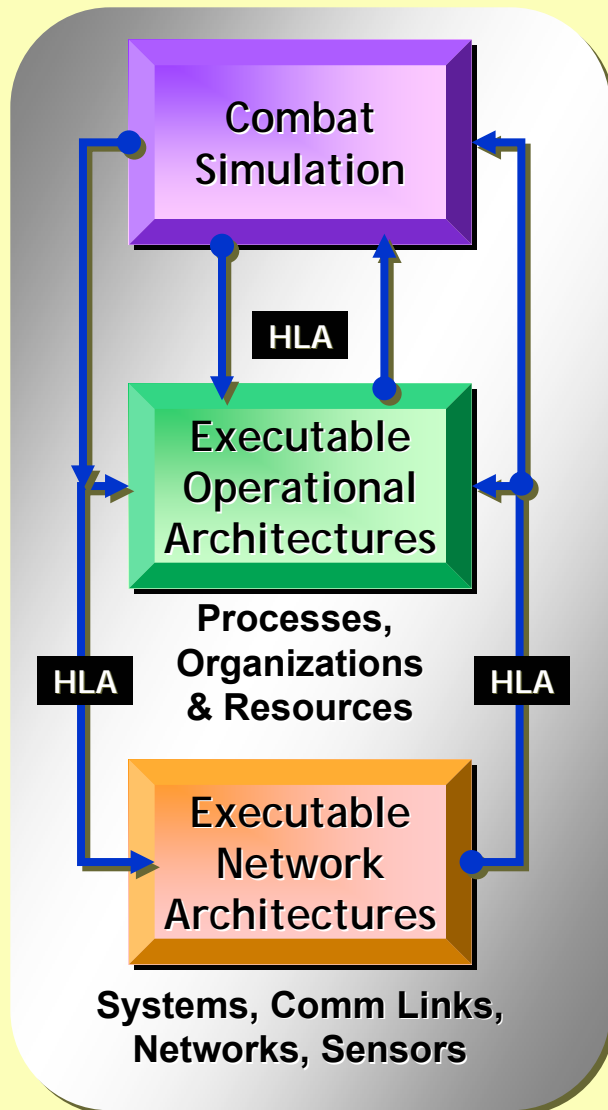 Combat
Simulation
HLA
Executable
Operational
Architectures
Processes,
Organizations
& Resources
HLA
HLA
Executable
Network
Architectures
Systems, Comm Links,
Networks, Sensors